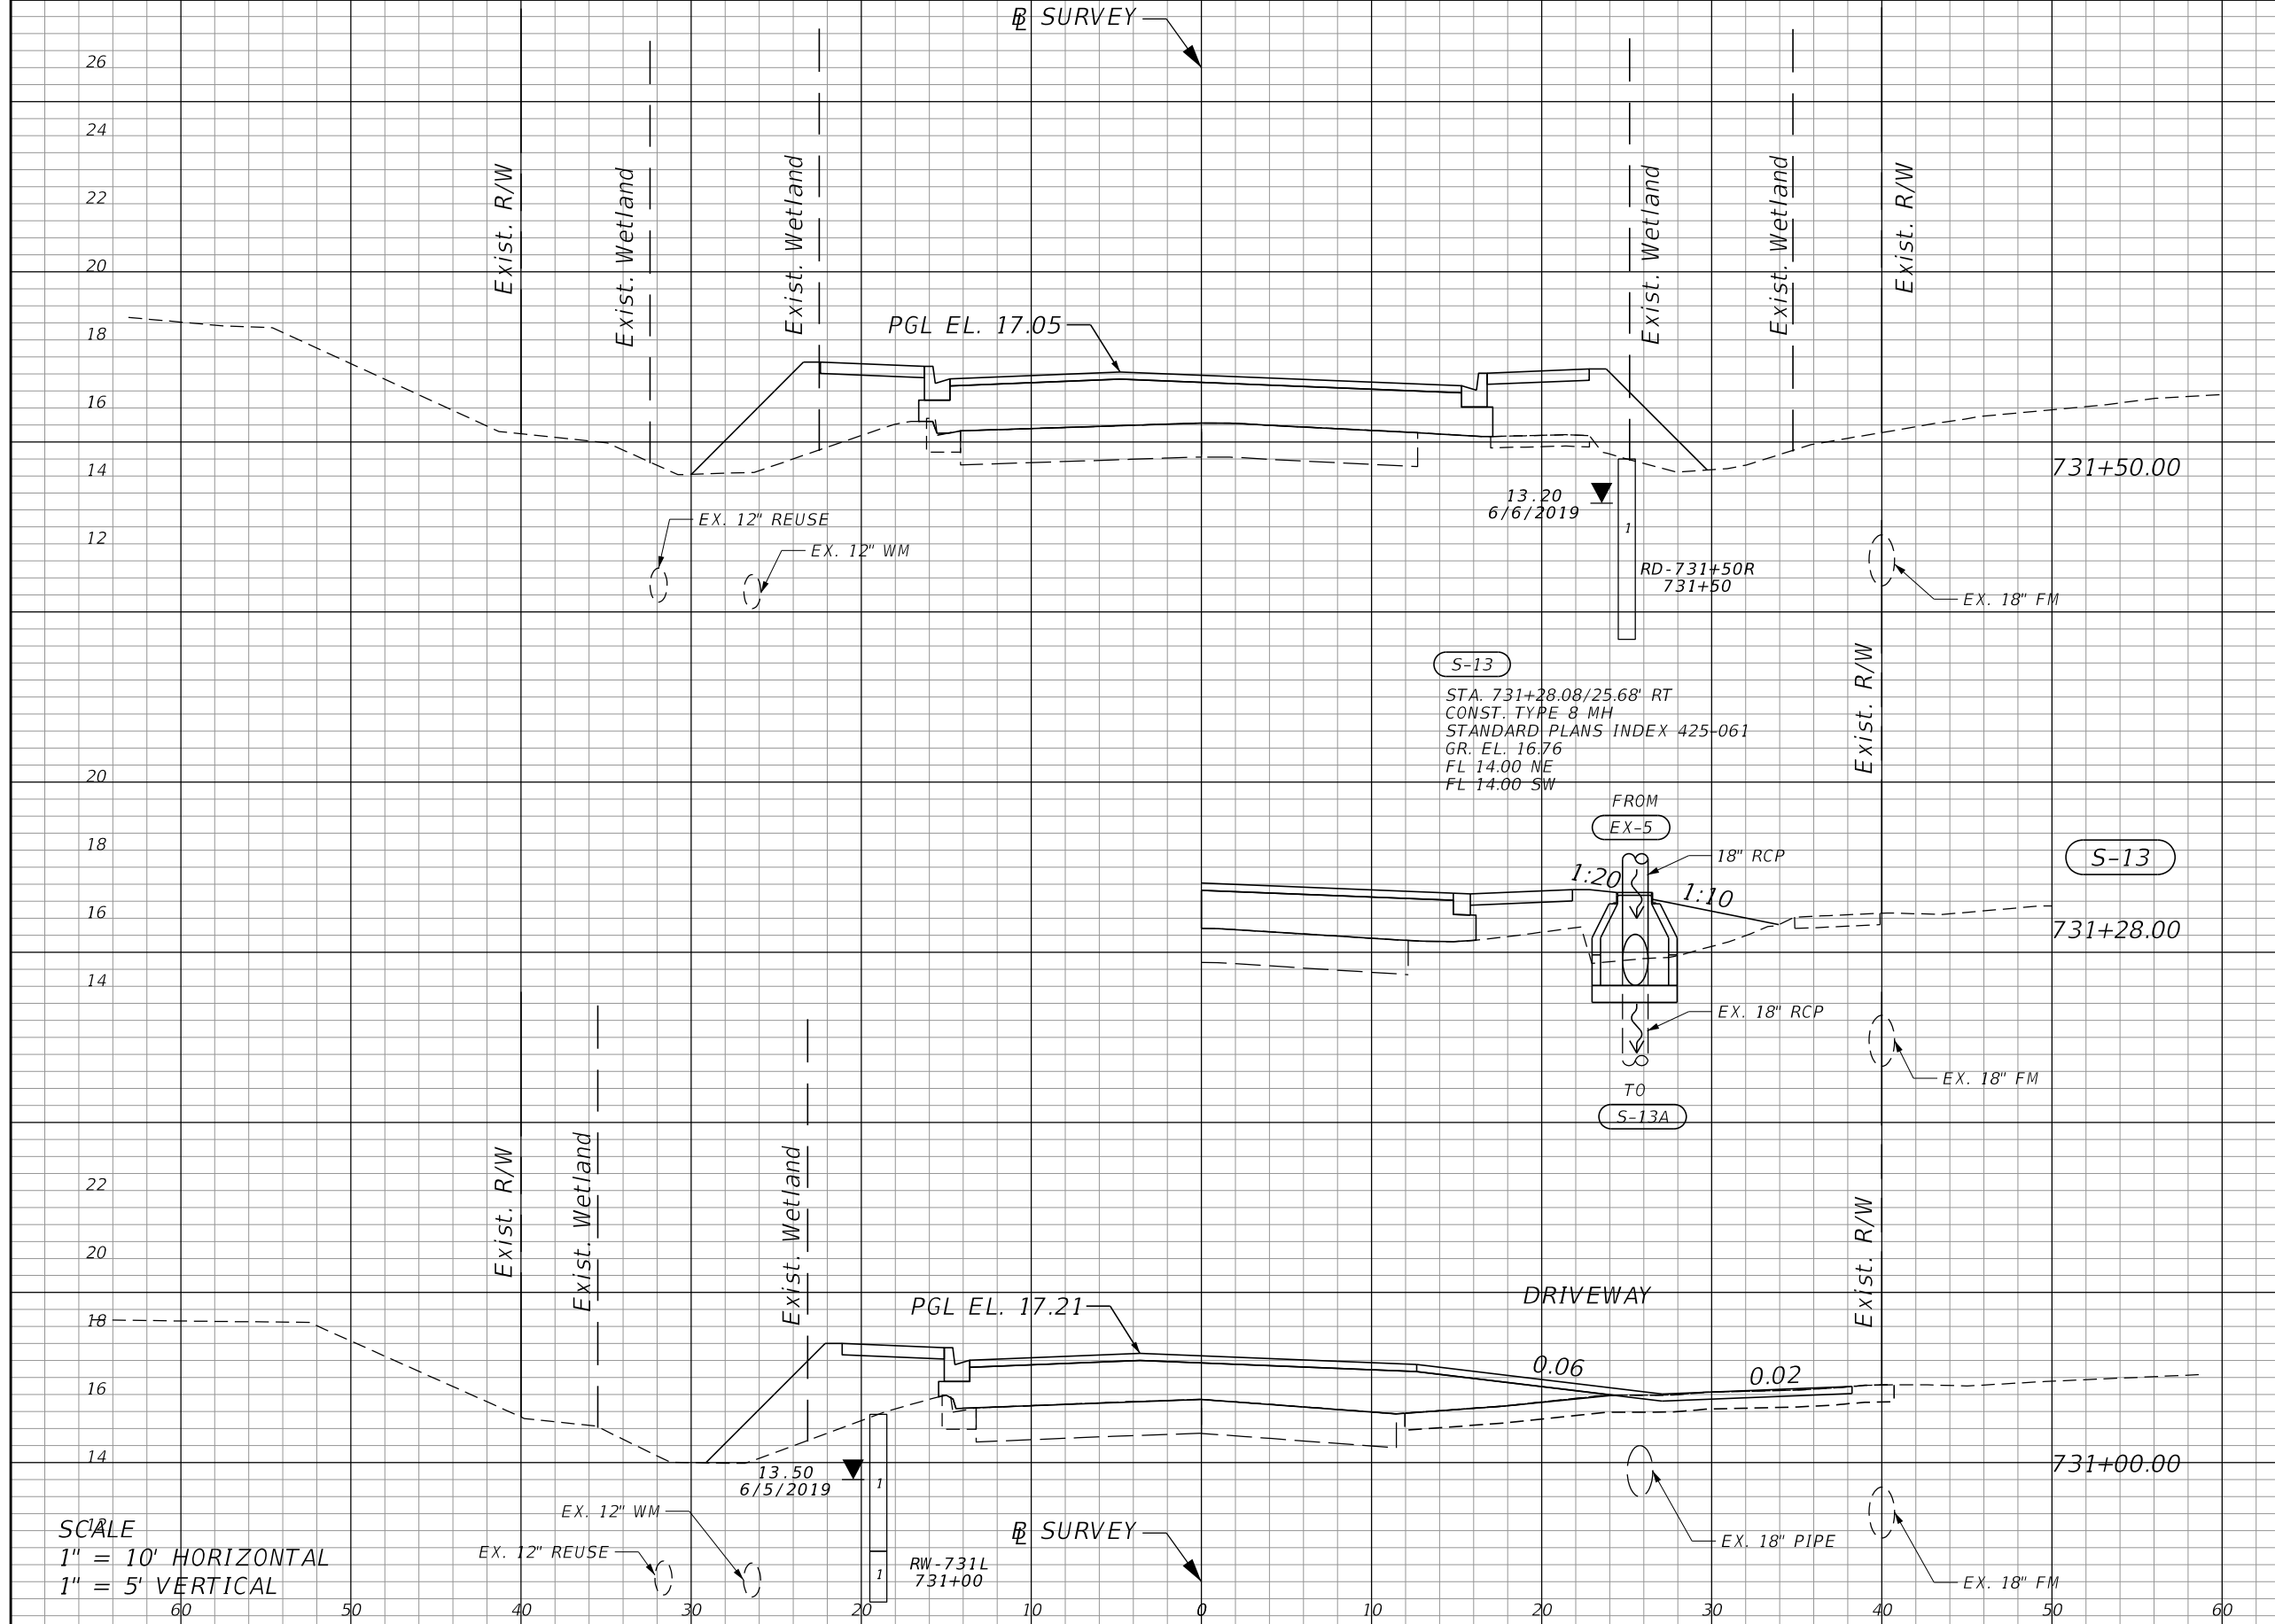 ℄ SURVEY
26
24
22
20
18
16
14
12
Exist. R/W
Exist. Wetland
Exist. Wetland
Exist. Wetland
Exist. Wetland
Exist. R/W
PGL EL. 17.05
731+50.00
13.20
6/6/2019
1
EX. 12" REUSE
EX. 12" WM
RD-731+50R
731+50
EX. 18" FM
S-13
STA. 731+28.08/25.68' RT
CONST. TYPE 8 MH
STANDARD PLANS INDEX 425-061
GR. EL. 16.76
FL 14.00 NE
FL 14.00 SW
Exist. R/W
20
18
16
14
FROM
EX-5
18" RCP
1:20
1:10
S-13
731+28.00
EX. 18" RCP
TO
S-13A
EX. 18" FM
22
20
18
16
14
12
Exist. R/W
Exist. Wetland
Exist. Wetland
Exist. R/W
PGL EL. 17.21
DRIVEWAY
0.06
0.02
731+00.00
13.50
6/5/2019
1
1
EX. 12" WM
EX. 12" REUSE
RW-731L
731+00
℄ SURVEY
EX. 18" PIPE
EX. 18" FM
SCALE
1" = 10' HORIZONTAL
1" = 5' VERTICAL
60 50 40 30 20 10 0 10 20 30 40 50 60